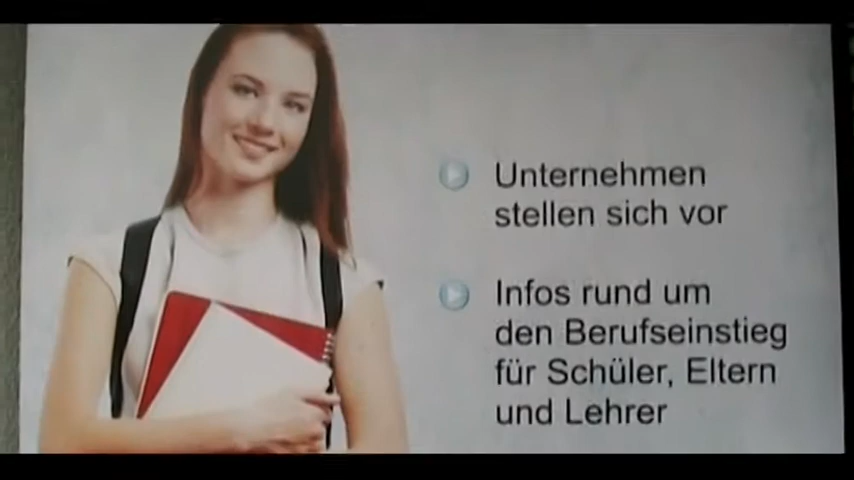 Unternehmen
stellen sich vor
Infos rund um
den Berufseinstieg
für Schüler, Eltern
und Lehrer